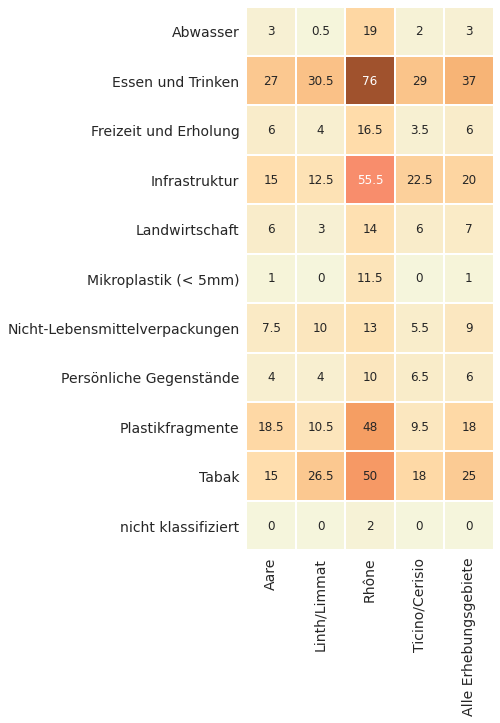 Abwasser 3 0.5 19 2 3
Essen und Trinken 27 30.5 76 29 37
Freizeit und Erholung 6 4 16.5 3.5 6
Infrastruktur 15 12.5 55.5 22.5 20
Landwirtschaft 6 3 14 6 7
Mikroplastik (< 5mm) 1 0 11.5 0 1
Nicht-Lebensmittelverpackungen 7.5 10 13 5.5 9
Persönliche Gegenstände 4 4 10 6.5 6
Plastikfragmente 18.5 10.5 48 9.5 18
Tabak 15 26.5 50 18 25
nicht klassifiziert 0 0 2 0 0
Aare
Linth/Limmat
Rhône
Ticino/Cerisio
Alle Erhebungsgebiete